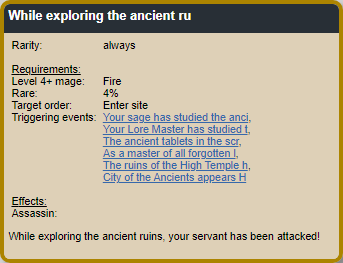 While exploring the ancient ru
Rarity: always
Requirements:
Level 4+ mage: Fire
Rare: 4%
Target order: Enter site
Triggering events: Your sage has studied the anci,
Your Lore Master has studied t,
The ancient tablets in the scr,
As a master of all forgotten l,
The ruins of the High Temple h,
City of the Ancients appears H
Effects:
Assassin:
While exploring the ancient ruins, your servant has been attacked!